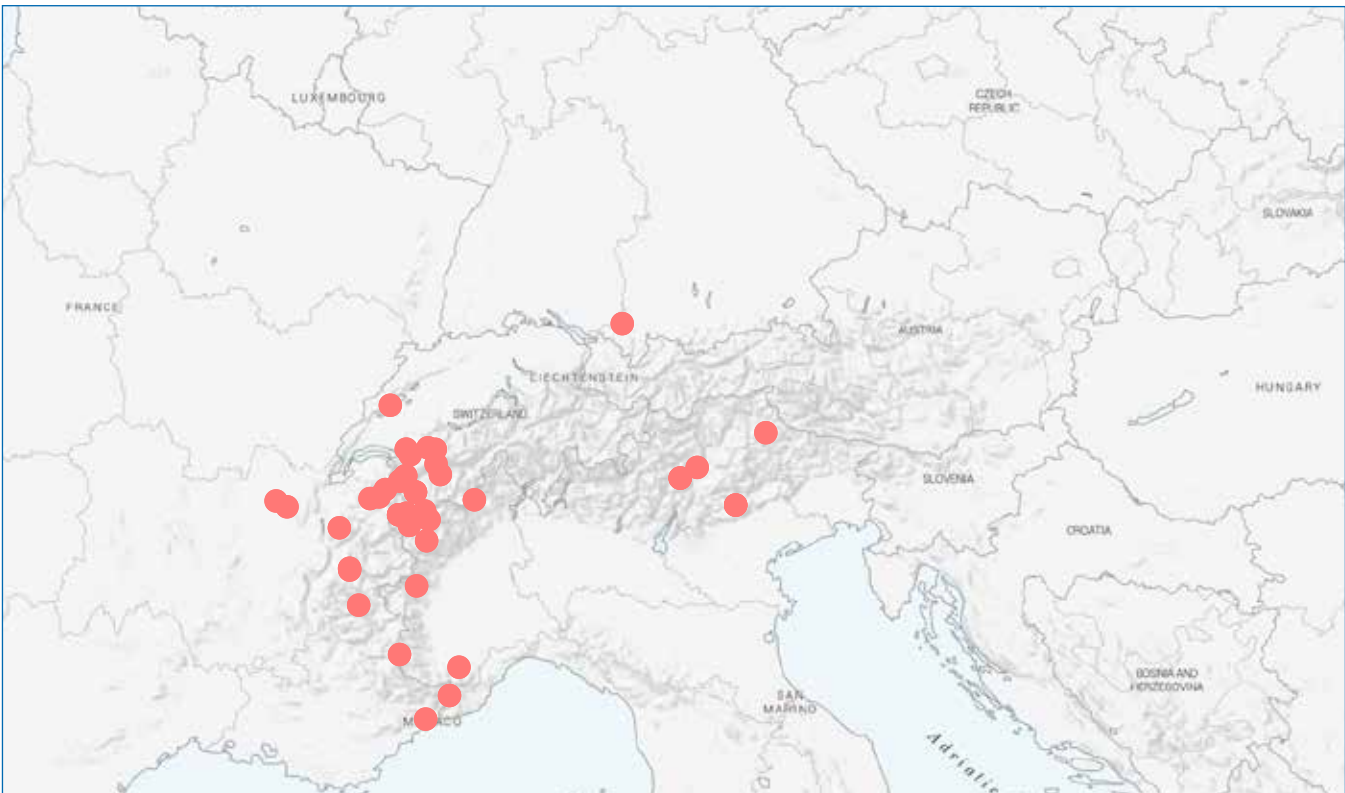 LUXEMBOURG
CZECH
REPUBLIC
SLOVAKIA
FRANCE
AUSTRIA
LIECHTENSTEIN
HUNGARY
SWITZERLAND
SLOVENIA
CROATIA
BOSNIA AND
HERZEGOVINA
SAN
MARINO
Adriatic